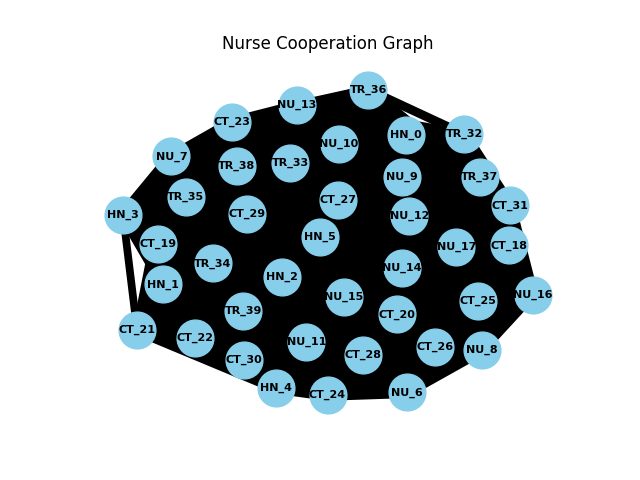 Nurse Cooperation Graph
TR_36
NU_13
CT_23
TR_32
HN_0
NU_10
NU_7
TR_33
TR_38
NU_9
TR_37
TR_35
CT_27
CT_31
CT_29
HN_3
NU_12
HN_5
CT_19
CT_18
NU_17
TR_34
NU_14
HN_2
HN_1
NU_16
NU_15
CT_25
TR_39
CT_20
CT_21
CT_22
NU_11
CT_26
NU_8
CT_28
CT_30
HN_4
NU_6
CT_24